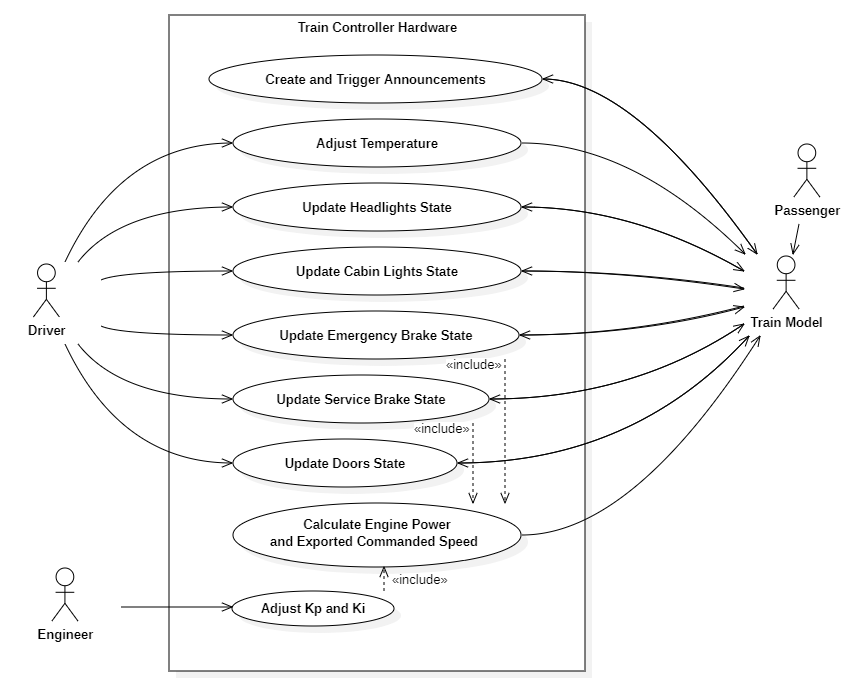 Train Controller Hardware
Create and Trigger Announcements
Adjust Temperature
Passenger
Update Headlights State
Update Cabin Lights State
Driver
Train Model
Update Emergency Brake State
«include»
Update Service Brake State
«include»
Update Doors State
Calculate Engine Power
and Exported Commanded Speed
«include»
Adjust Kp and Ki
Engineer